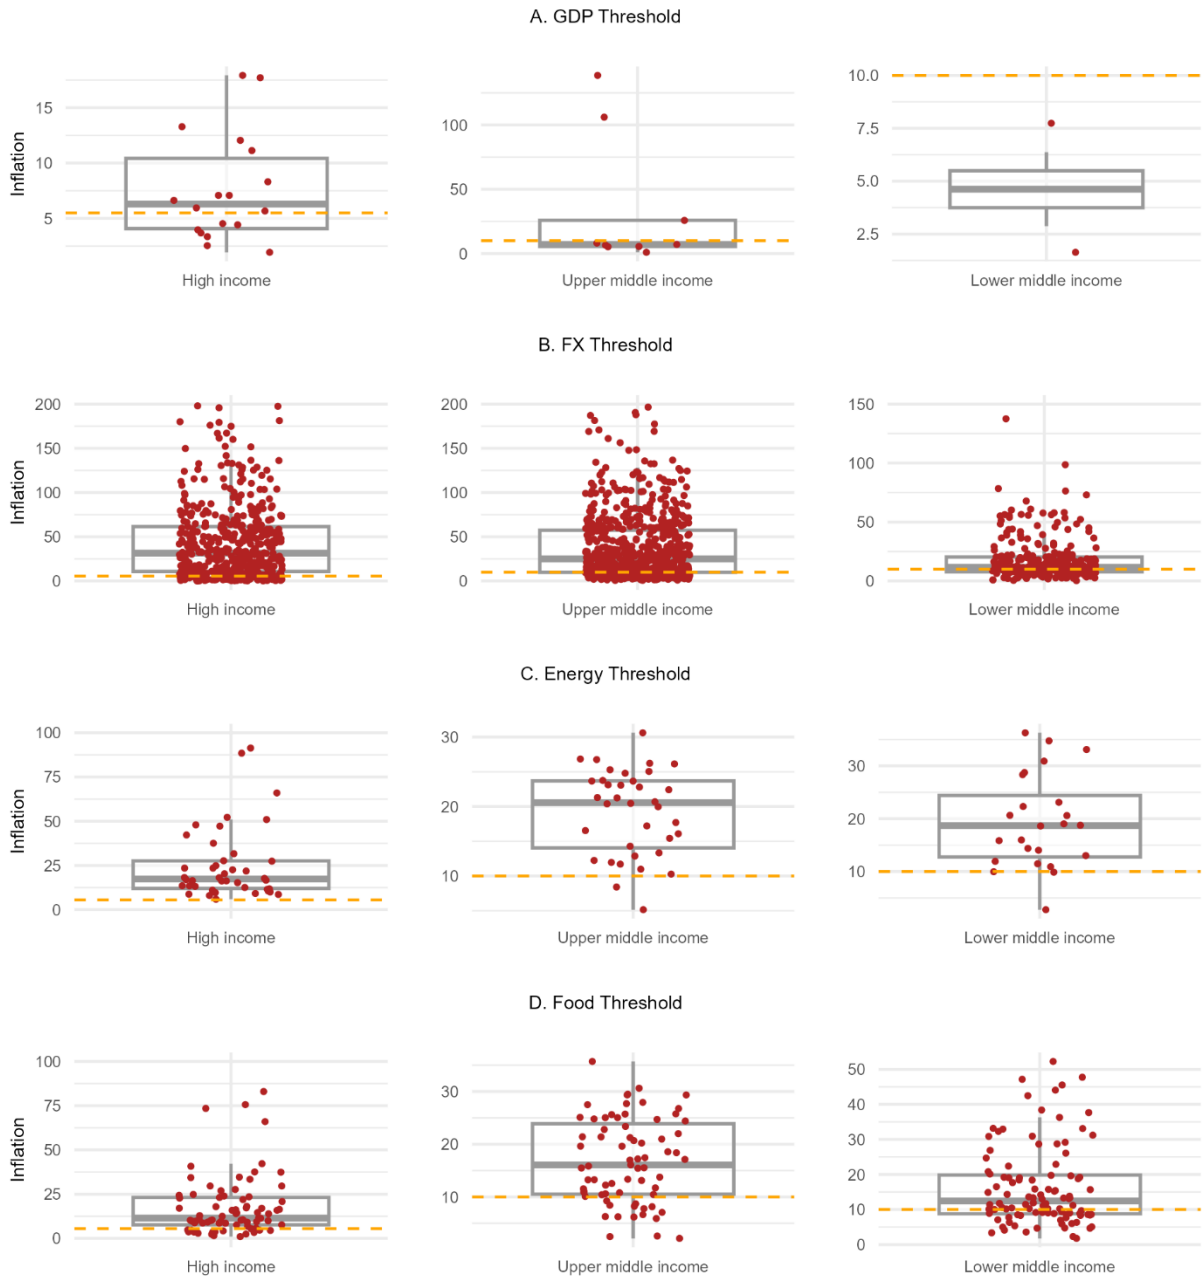 A. GDP Threshold
Inflation
15
10
5
High income
100
50
0
Upper middle income
10.0
7.5
5.0
2.5
Lower middle income
B. FX Threshold
Inflation
200
150
100
50
0
High income
200
150
100
50
0
Upper middle income
150
100
50
0
Lower middle income
C. Energy Threshold
Inflation
100
75
50
25
0
High income
30
20
10
Upper middle income
30
20
10
Lower middle income
D. Food Threshold
Inflation
100
75
50
25
0
High income
30
20
10
Upper middle income
50
40
30
20
10
0
Lower middle income